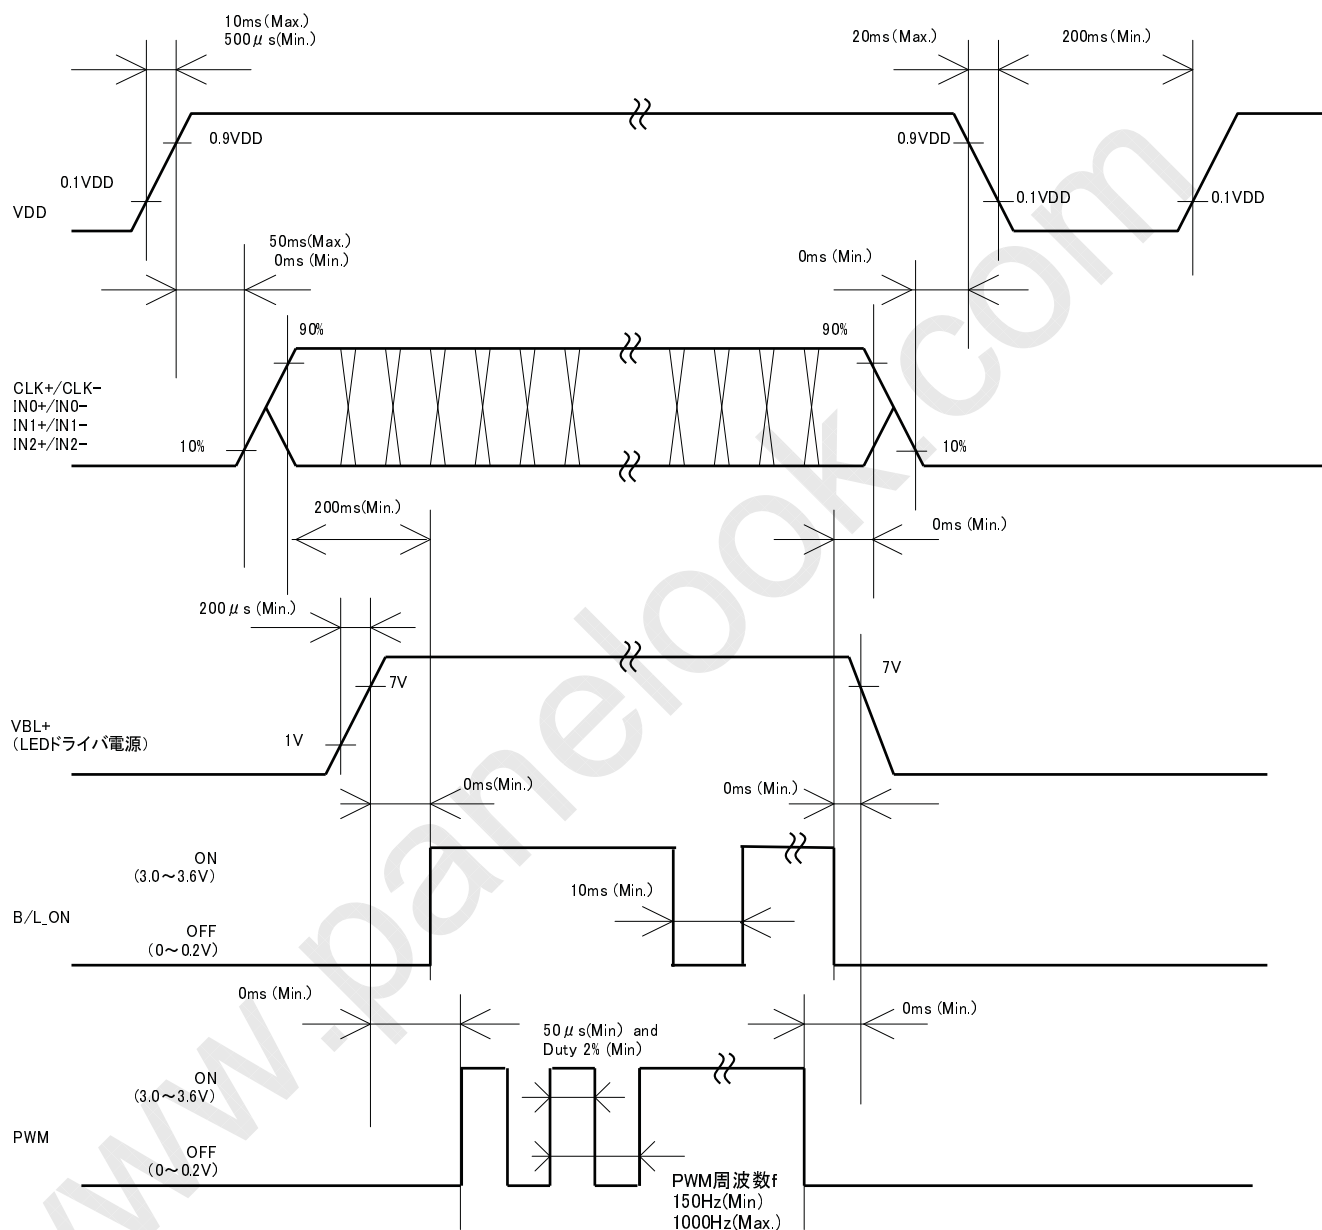 10ms(Max.)
500μs(Min.)
20ms(Max.)
200ms(Min.)
0.9VDD
0.9VDD
0.1VDD
0.1VDD
0.1VDD
VDD
50ms(Max.)
0ms (Min.)
0ms (Min.)
90%
90%
CLK+/CLK-
IN0+/IN0-
IN1+/IN1-
IN2+/IN2-
10%
10%
200ms(Min.)
0ms (Min.)
200μs (Min.)
7V
7V
VBL+
(LEDドライバ電源)
1V
0ms(Min.)
0ms (Min.)
ON
(3.0～3.6V)
10ms (Min.)
B/L_ON
OFF
(0～0.2V)
0ms (Min.)
0ms (Min.)
50μs(Min) and
Duty 2% (Min)
ON
(3.0～3.6V)
PWM
OFF
(0～0.2V)
PWM周波数f
150Hz(Min)
1000Hz(Max.)
www.panelook.com